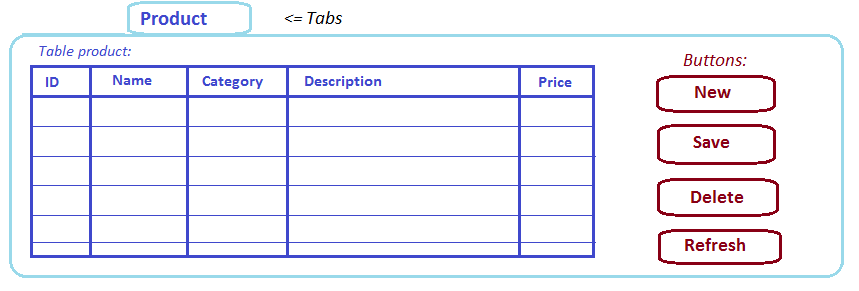 Product
<= Tabs
Table product:
ID Name Category Description Price
Buttons:
New
Save
Delete
Refresh